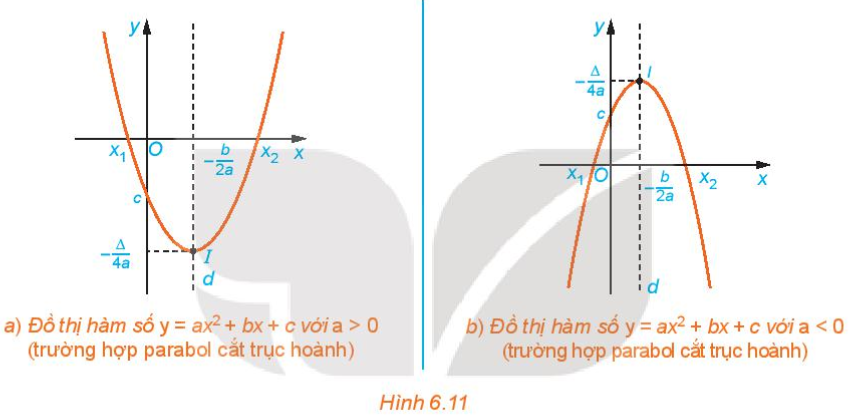 y
x₁ O -b/2a x₂ x
c
-Δ/4a I
d
a) Đồ thị hàm số y = ax² + bx + c với a > 0
(trường hợp parabol cắt trục hoành)
y
-Δ/4a I
c
x₁ O -b/2a x₂ x
d
b) Đồ thị hàm số y = ax² + bx + c với a < 0
(trường hợp parabol cắt trục hoành)
Hình 6.11